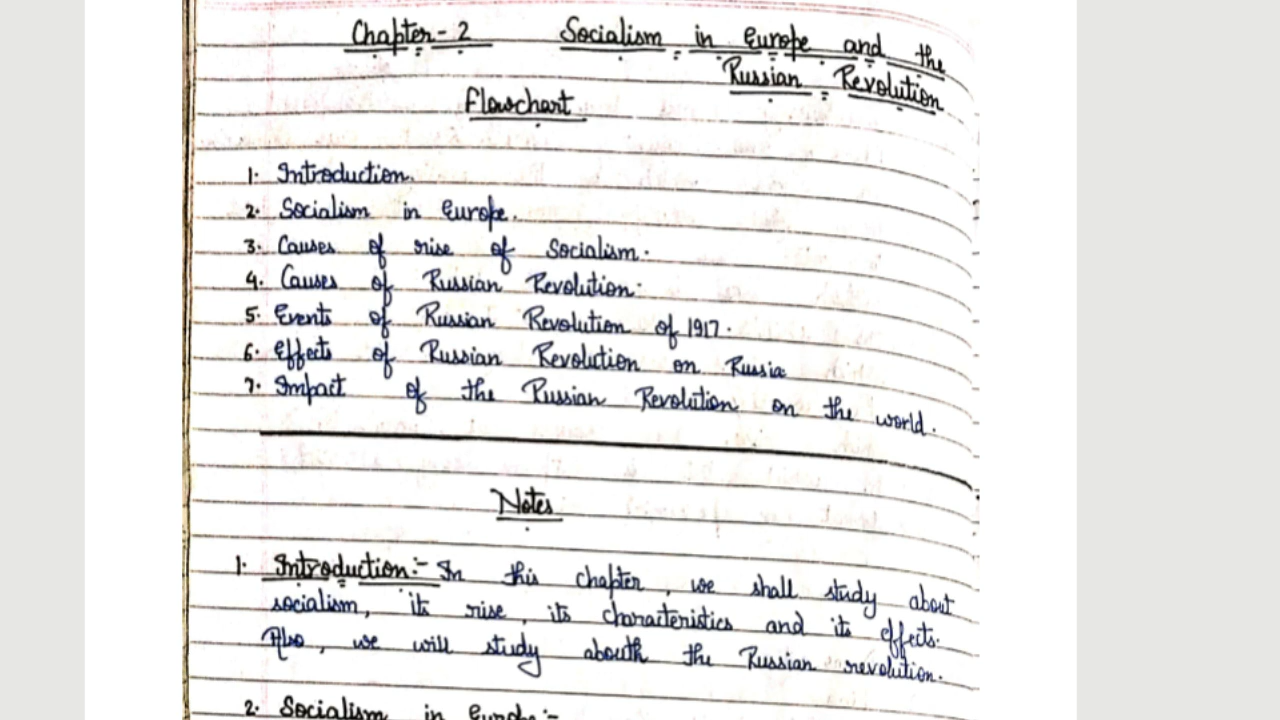 Chapter - 2 Socialism in Europe and the
Russian Revolution
Flowchart
1. Introduction.
2. Socialism in Europe.
3. Causes of rise of Socialism.
4. Causes of Russian Revolution.
5. Events of Russian Revolution of 1917.
6. Effects of Russian Revolution on Russia
7. Impact of the Russian Revolution on the world.
Notes
1. Introduction:- In this chapter, we shall study about
socialism, its rise, its characteristics and its effects.
Also, we will study abouth the Russian revolution.
2. Socialism in Europe:-